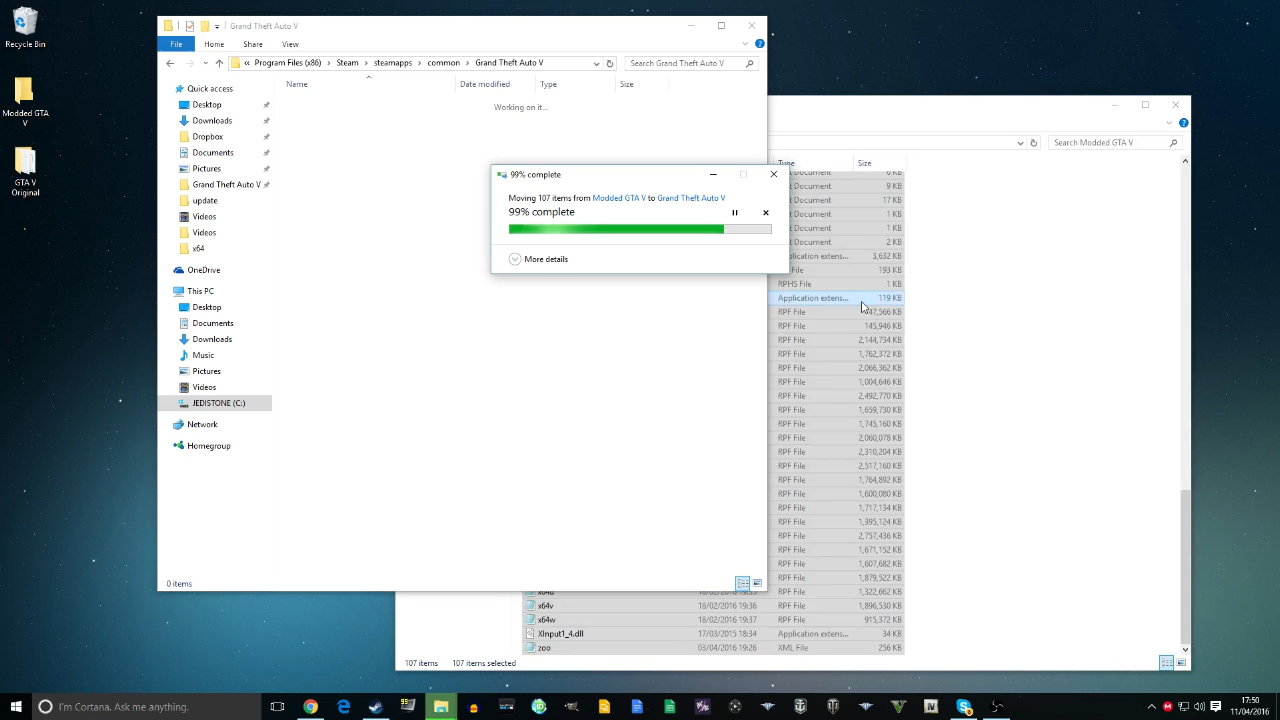 Recycle Bin
Modded GTA
V
GTA V
Original
Grand Theft Auto V
File Home Share View
« Program Files (x86) > Steam > steamapps > common > Grand Theft Auto V
Search Grand Theft Auto V
Name Date modified Type Size
Working on it...
Quick access
Desktop
Downloads
Dropbox
Documents
Pictures
Grand Theft Auto V
update
Videos
Videos
x64
OneDrive
This PC
Desktop
Documents
Downloads
Music
Pictures
Videos
JEDISTONE (C:)
Network
Homegroup
0 items
99% complete
Moving 107 items from Modded GTA V to Grand Theft Auto V
99% complete
More details
Search Modded GTA V
Type Size
t Document 6 KB
t Document 9 KB
t Document 17 KB
t Document 1 KB
t Document 2 KB
pplication extens... 3,632 KB
File 193 KB
RPHS File 1 KB
Application extens... 119 KB
RPF File 47,566 KB
RPF File 145,946 KB
RPF File 2,144,734 KB
RPF File 1,762,372 KB
RPF File 2,066,362 KB
RPF File 1,004,646 KB
RPF File 2,492,770 KB
RPF File 1,659,730 KB
RPF File 1,745,160 KB
RPF File 2,060,078 KB
RPF File 2,310,204 KB
RPF File 2,517,160 KB
RPF File 1,764,892 KB
RPF File 1,600,080 KB
RPF File 1,717,134 KB
RPF File 1,395,124 KB
RPF File 2,757,436 KB
RPF File 1,671,152 KB
RPF File 1,607,682 KB
RPF File 1,879,522 KB
x64u 18/02/2016 19:35 RPF File 1,322,662 KB
x64v 18/02/2016 19:36 RPF File 1,896,530 KB
x64w 18/02/2016 19:37 RPF File 915,372 KB
XInput1_4.dll 17/03/2015 18:34 Application extens... 34 KB
zoo 03/04/2016 19:26 XML File 256 KB
107 items 107 items selected
I'm Cortana. Ask me anything.
17:50
11/04/2016